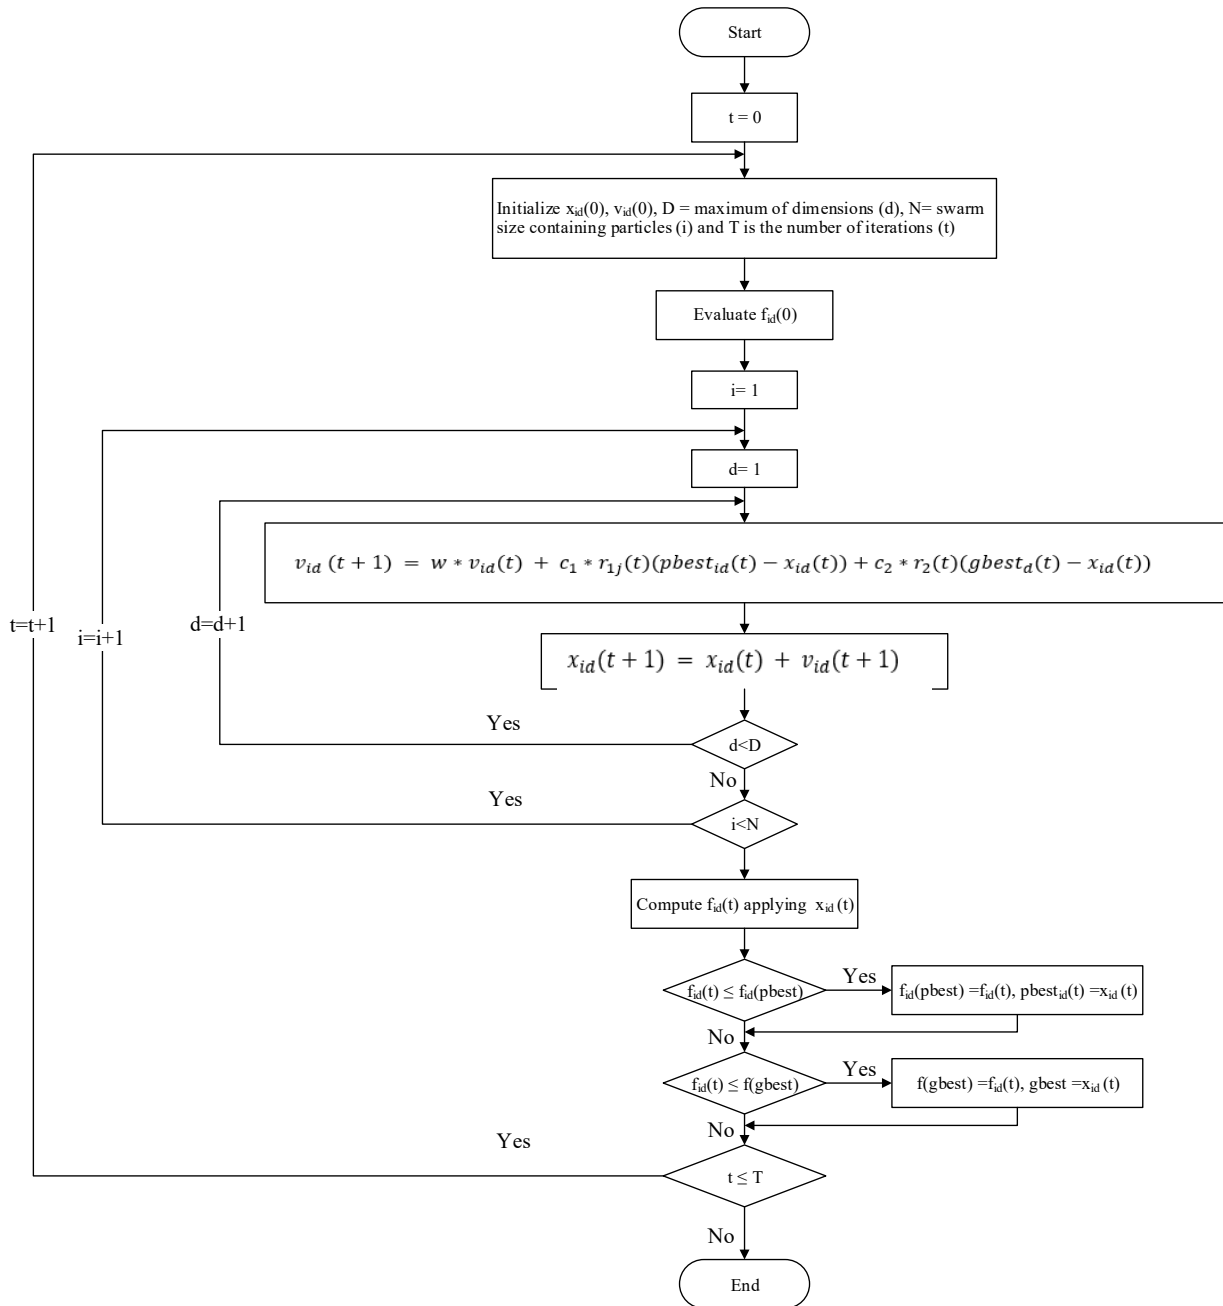 Start
t = 0
Initialize x_id(0), v_id(0), D = maximum of dimensions (d), N= swarm
size containing particles (i) and T is the number of iterations (t)
Evaluate f_id(0)
i= 1
d= 1
v_id (t + 1) = w * v_id(t) + c_1 * r_1j(t)(pbest_id(t) − x_id(t)) + c_2 * r_2(t)(gbest_d(t) − x_id(t))
t=t+1
i=i+1
d=d+1
x_id(t + 1) = x_id(t) + v_id(t + 1)
Yes
d<D
No
Yes
i<N
Compute f_id(t) applying x_id (t)
f_id(t) ≤ f_id(pbest)
Yes
f_id(pbest) =f_id(t), pbest_id(t) =x_id (t)
No
f_id(t) ≤ f(gbest)
Yes
f(gbest) =f_id(t), gbest =x_id (t)
No
Yes
t ≤ T
No
End